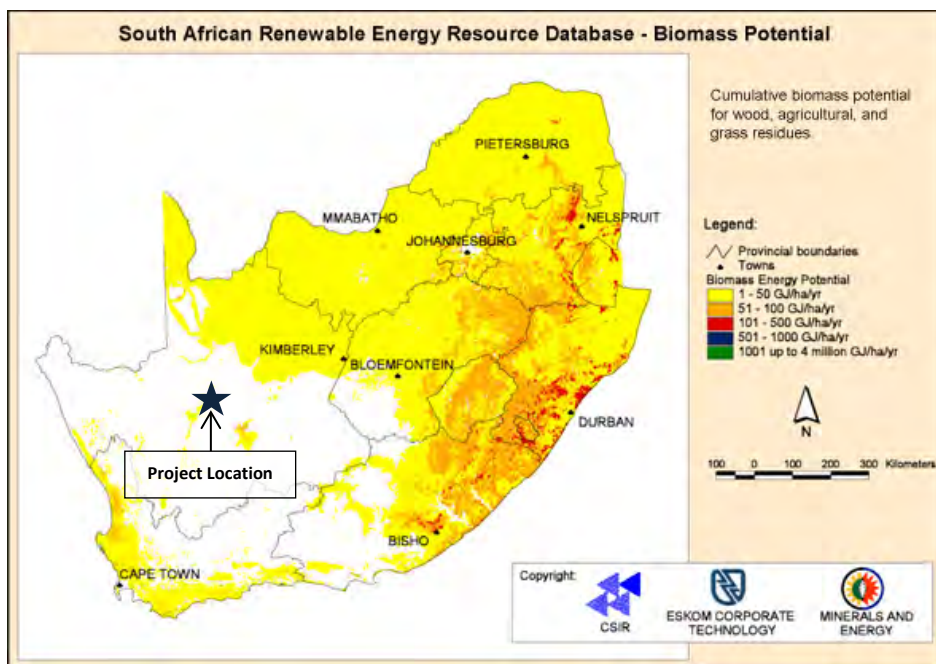 South African Renewable Energy Resource Database - Biomass Potential
Cumulative biomass potential
for wood, agricultural, and
grass residues.
PIETERSBURG
MMABATHO
NELSPRUIT
JOHANNESBURG
KIMBERLEY
BLOEMFONTEIN
DURBAN
Project Location
BISHO
CAPE TOWN
Legend:
Provincial boundaries
Towns
Biomass Energy Potential
1 - 50 GJ/ha/yr
51 - 100 GJ/ha/yr
101 - 500 GJ/ha/yr
501 - 1000 GJ/ha/yr
1001 up to 4 million GJ/ha/yr
N
100 0 100 200 300 Kilometers
Copyright:
CSIR
ESKOM CORPORATE
TECHNOLOGY
MINERALS AND
ENERGY